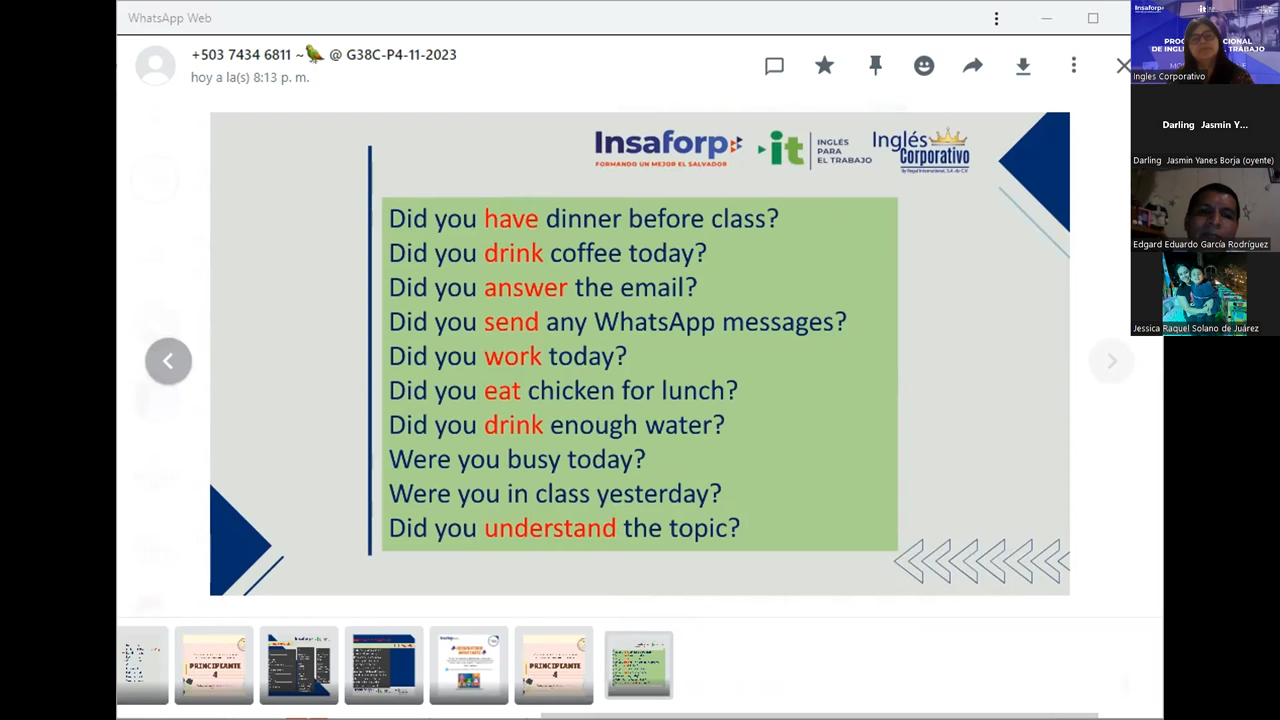 WhatsApp Web
+503 7434 6811 ~🦜 @ G38C-P4-11-2023
hoy a la(s) 8:13 p. m.
Insaforp
FORMANDO UN MEJOR EL SALVADOR
it
INGLÉS
PARA
EL TRABAJO
Inglés
Corporativo
Did you have dinner before class?
Did you drink coffee today?
Did you answer the email?
Did you send any WhatsApp messages?
Did you work today?
Did you eat chicken for lunch?
Did you drink enough water?
Were you busy today?
Were you in class yesterday?
Did you understand the topic?
PRINCIPIANTE
4
PRINCIPIANTE
4
Insaforp
it
Ingles Corporativo
Darling Jasmin Y...
Darling Jasmin Yanes Borja (oyente)
Edgard Eduardo García Rodríguez
Jessica Raquel Solano de Juárez